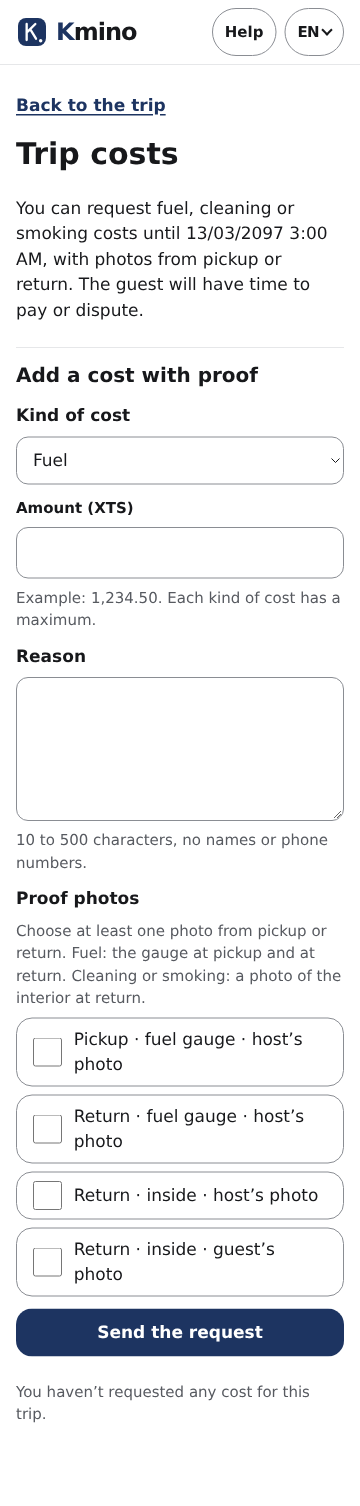 K. Kmino Help EN
Back to the trip
Trip costs
You can request fuel, cleaning or
smoking costs until 13/03/2097 3:00
AM, with photos from pickup or
return. The guest will have time to
pay or dispute.
Add a cost with proof
Kind of cost
Fuel
Amount (XTS)
Example: 1,234.50. Each kind of cost has a
maximum.
Reason
10 to 500 characters, no names or phone
numbers.
Proof photos
Choose at least one photo from pickup or
return. Fuel: the gauge at pickup and at
return. Cleaning or smoking: a photo of the
interior at return.
Pickup · fuel gauge · host’s
photo
Return · fuel gauge · host’s
photo
Return · inside · host’s photo
Return · inside · guest’s
photo
Send the request
You haven’t requested any cost for this
trip.